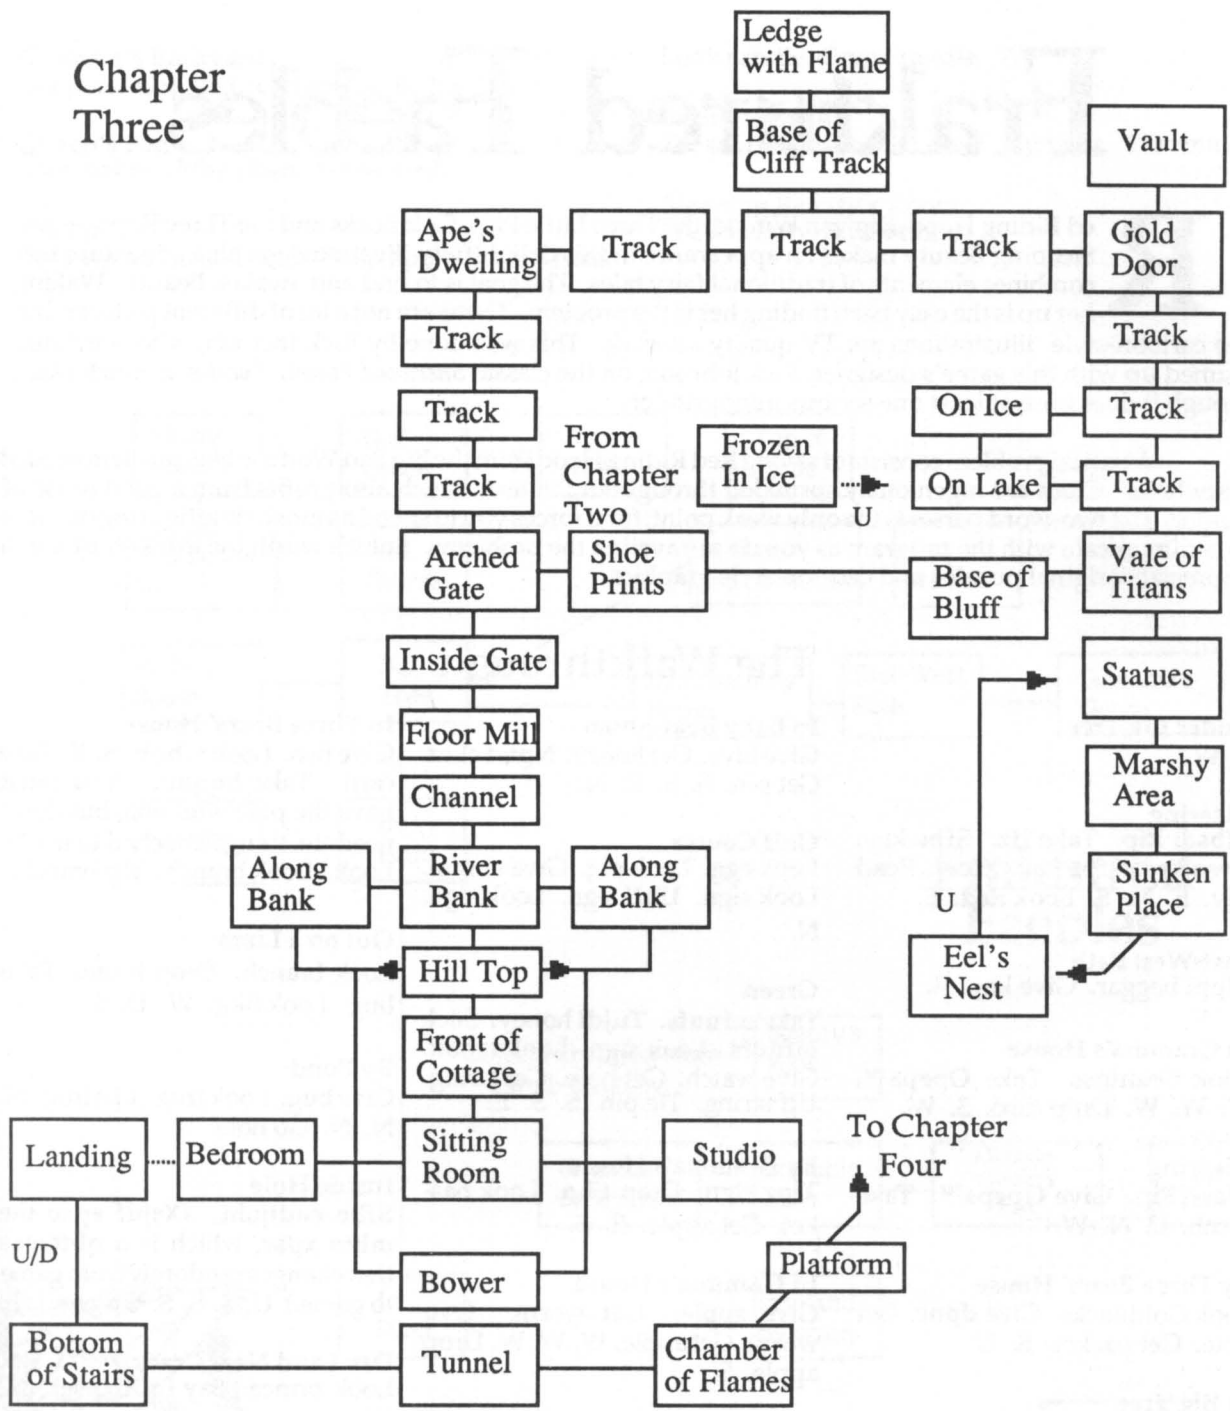 Chapter
Three
Ledge
with Flame
Base of
Cliff Track
Vault
Ape's
Dwelling
Track
Track
Track
Gold
Door
Track
Track
Track
On Ice
Track
From
Chapter
Two
Frozen
In Ice
U
Track
On Lake
Track
Arched
Gate
Shoe
Prints
Base of
Bluff
Vale of
Titans
Inside Gate
Statues
Floor Mill
Channel
Marshy
Area
Along
Bank
River
Bank
Along
Bank
Sunken
Place
U
Hill Top
Eel's
Nest
Front of
Cottage
Landing
Bedroom
Sitting
Room
Studio
To Chapter
Four
U/D
Bower
Platform
Bottom
of Stairs
Tunnel
Chamber
of Flames